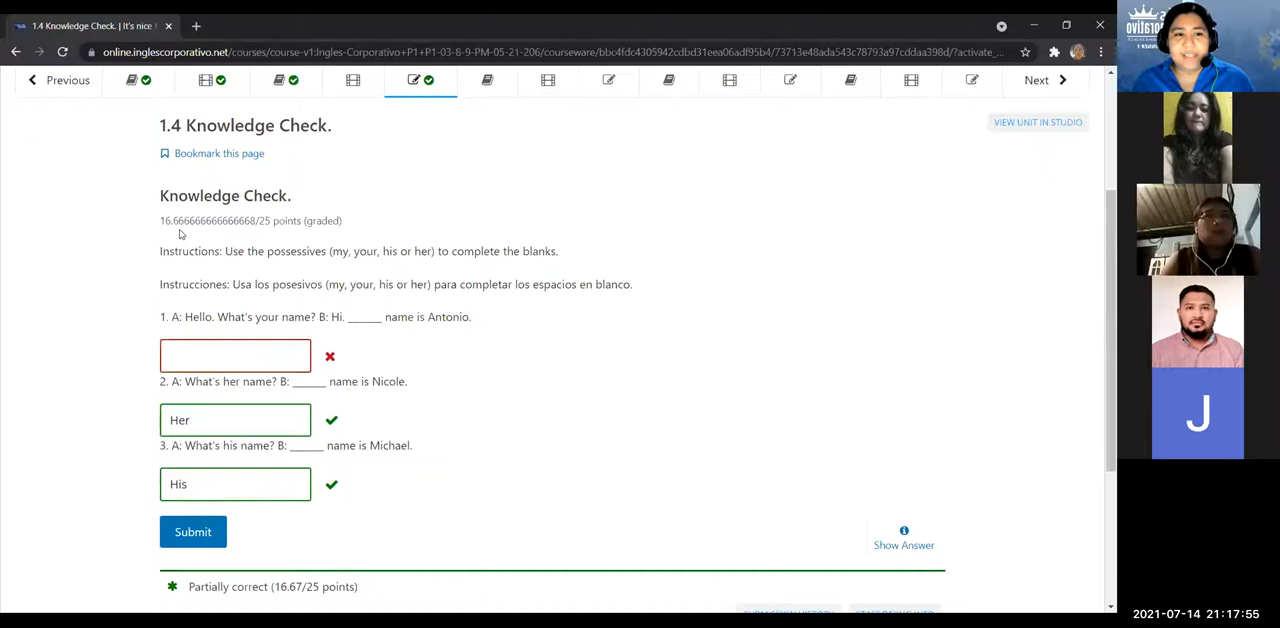 1.4 Knowledge Check. | It's nice t
online.inglescorporativo.net/courses/course-v1:Ingles-Corporativo+P1+P1-03-8-9-PM-05-21-206/courseware/bbc4fdc4305942cdbd31eea06adf95b4/73713e48ada543c78793a97cddaa398d/?activate_...
Previous
Next
1.4 Knowledge Check.
VIEW UNIT IN STUDIO
Bookmark this page
Knowledge Check.
16.666666666666668/25 points (graded)
Instructions: Use the possessives (my, your, his or her) to complete the blanks.
Instrucciones: Usa los posesivos (my, your, his or her) para completar los espacios en blanco.
1. A: Hello. What's your name? B: Hi. ______ name is Antonio.
2. A: What's her name? B: ______ name is Nicole.
Her
3. A: What's his name? B: ______ name is Michael.
His
Submit
Show Answer
Partially correct (16.67/25 points)
J
2021-07-14 21:17:55